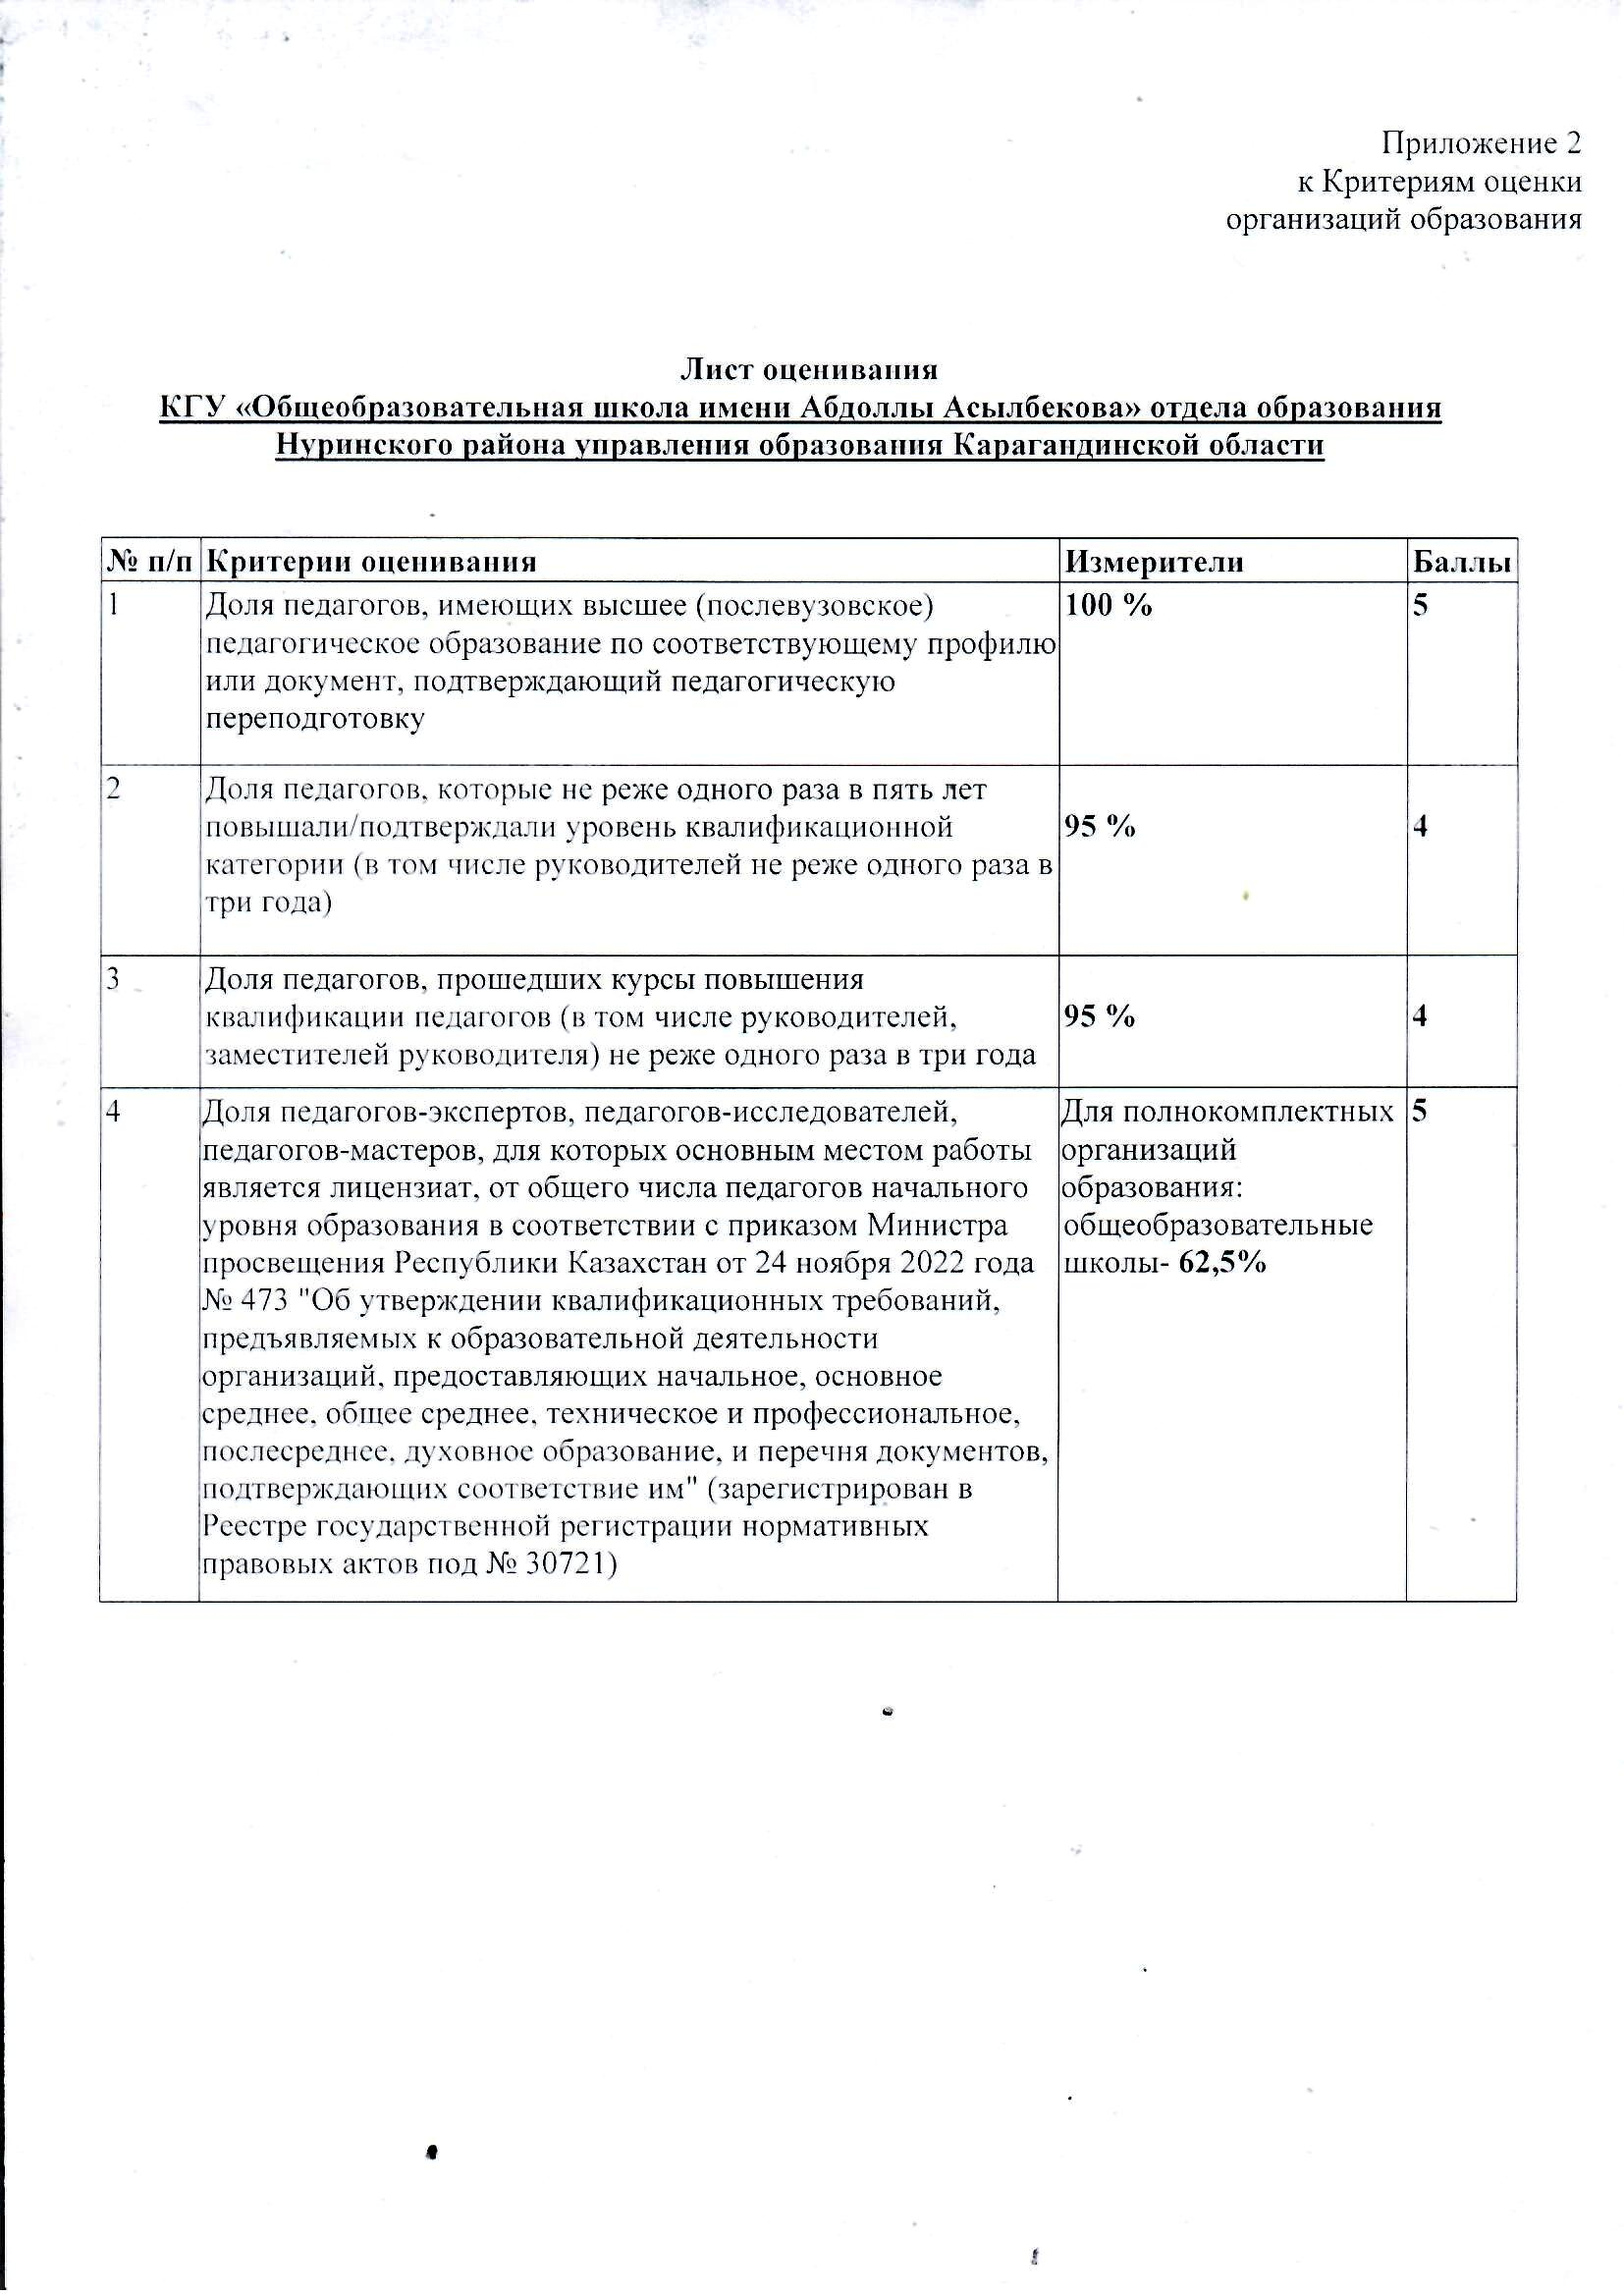 Приложение 2
к Критериям оценки
организаций образования
Лист оценивания
КГУ «Общеобразовательная школа имени Абдоллы Асылбекова» отдела образования
Нуринского района управления образования Карагандинской области
№ п/п Критерии оценивания Измерители Баллы
1 Доля педагогов, имеющих высшее (послевузовское) 100 % 5
педагогическое образование по соответствующему профилю
или документ, подтверждающий педагогическую
переподготовку
2 Доля педагогов, которые не реже одного раза в пять лет
повышали/подтверждали уровень квалификационной 95 % 4
категории (в том числе руководителей не реже одного раза в
три года)
3 Доля педагогов, прошедших курсы повышения
квалификации педагогов (в том числе руководителей, 95 % 4
заместителей руководителя) не реже одного раза в три года
4 Доля педагогов-экспертов, педагогов-исследователей, Для полнокомплектных 5
педагогов-мастеров, для которых основным местом работы организаций
является лицензиат, от общего числа педагогов начального образования:
уровня образования в соответствии с приказом Министра общеобразовательные
просвещения Республики Казахстан от 24 ноября 2022 года школы- 62,5%
№ 473 "Об утверждении квалификационных требований,
предъявляемых к образовательной деятельности
организаций, предоставляющих начальное, основное
среднее, общее среднее, техническое и профессиональное,
послесреднее, духовное образование, и перечня документов,
подтверждающих соответствие им" (зарегистрирован в
Реестре государственной регистрации нормативных
правовых актов под № 30721)